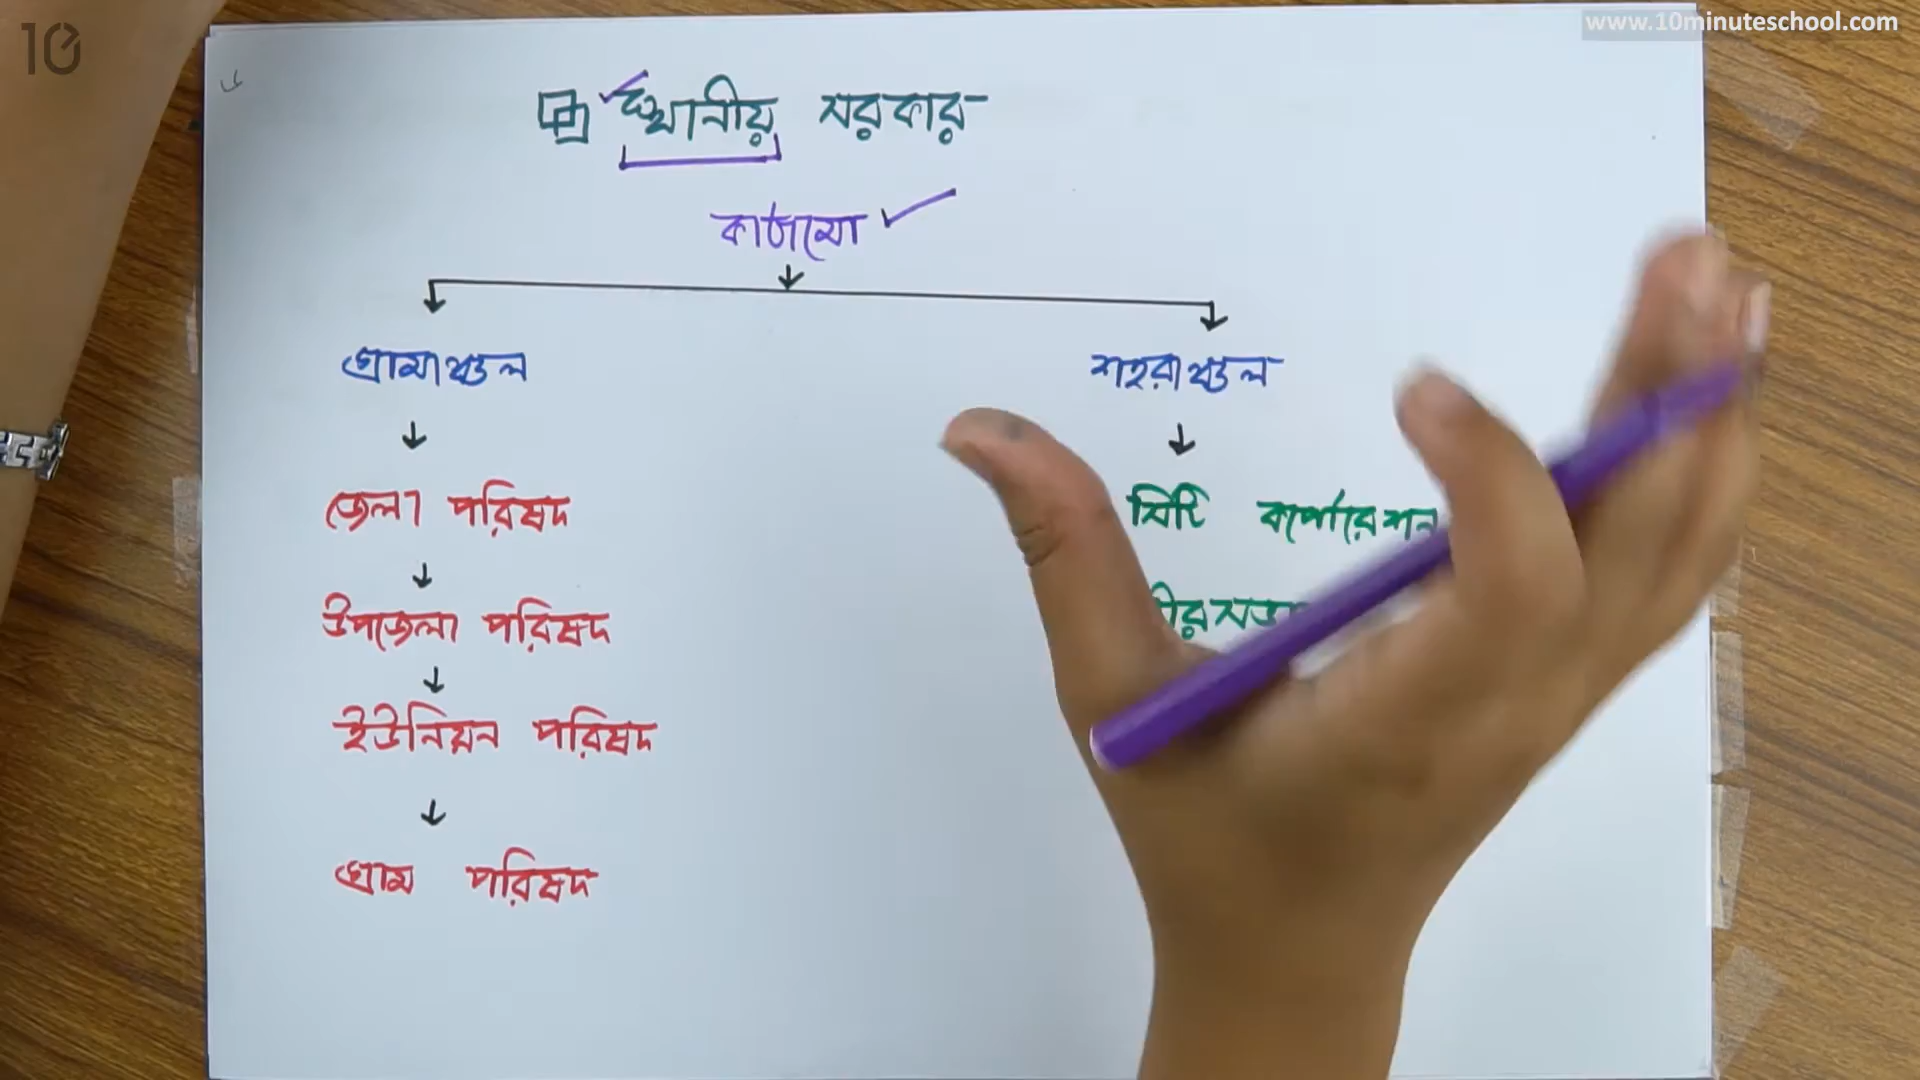 10
www.10minuteschool.com
স্থানীয় সরকার
কাঠামো
গ্রামাঞ্চল
শহরাঞ্চল
জেলা পরিষদ
সিটি কর্পোরেশন
উপজেলা পরিষদ
ইউনিয়ন পরিষদ
গ্রাম পরিষদ